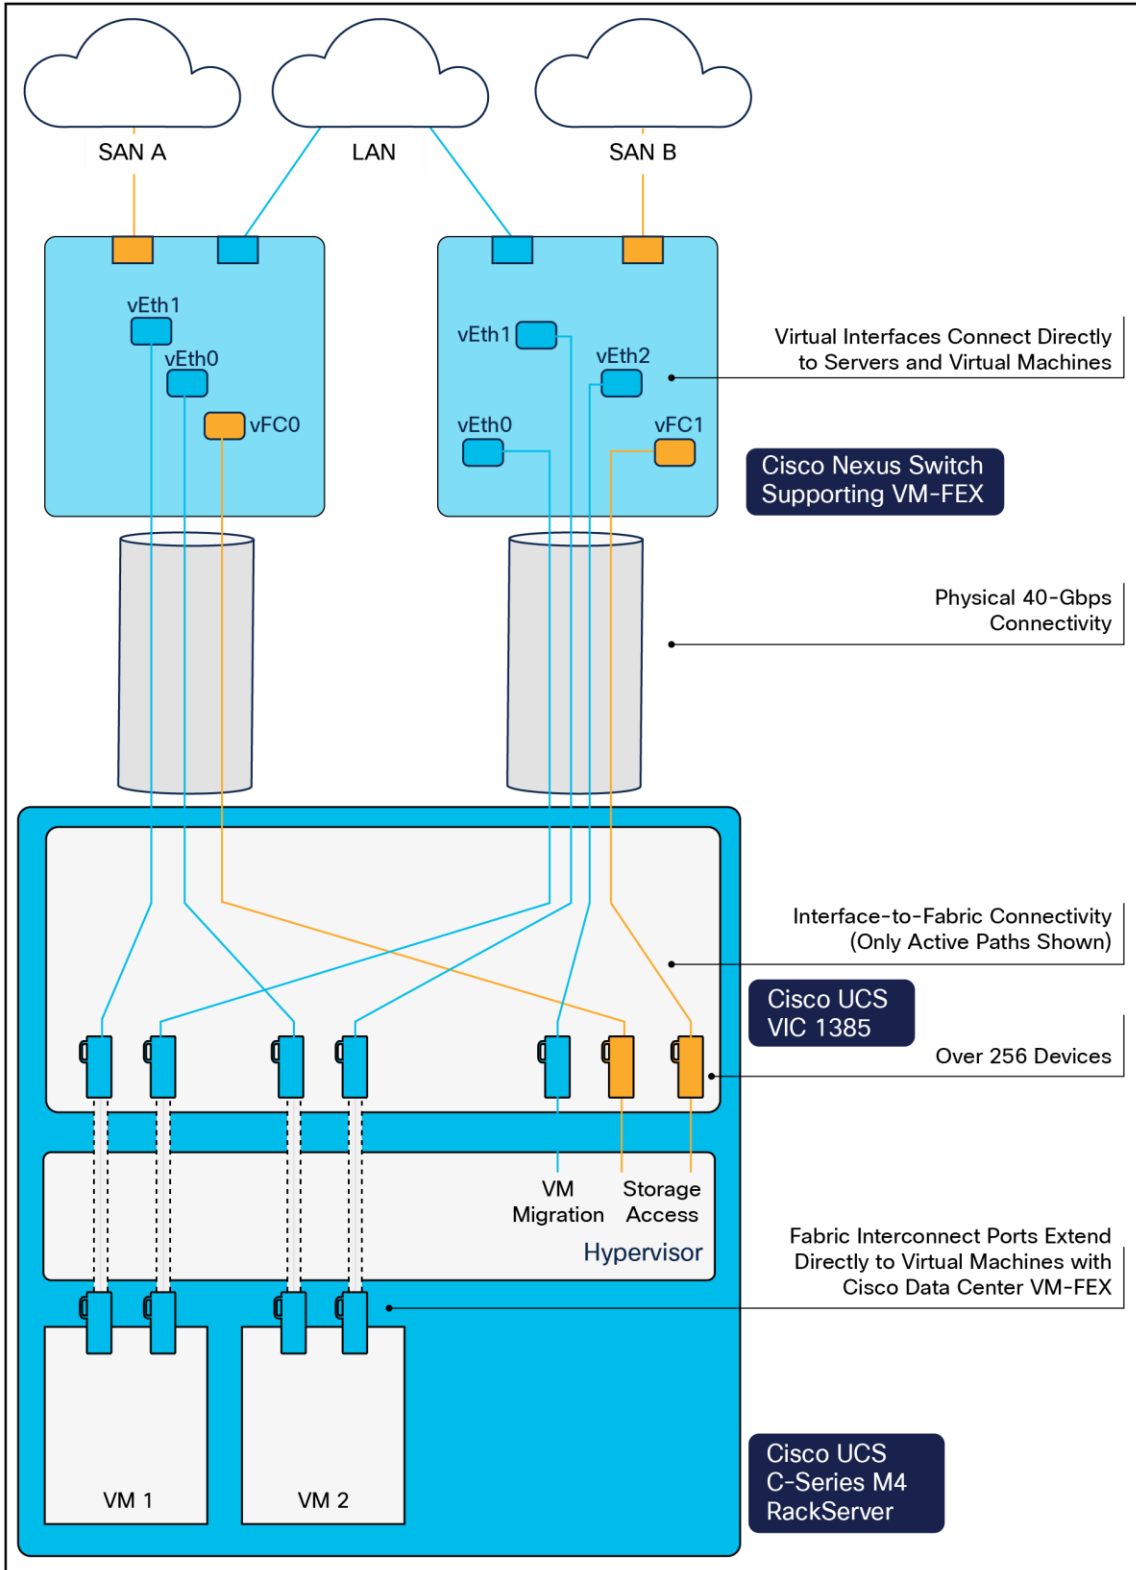 SAN A
LAN
SAN B
vEth1
vEth0
vFC0
vEth1
vEth2
vEth0
vFC1
Virtual Interfaces Connect Directly
to Servers and Virtual Machines
Cisco Nexus Switch
Supporting VM-FEX
Physical 40-Gbps
Connectivity
Interface-to-Fabric Connectivity
(Only Active Paths Shown)
Cisco UCS
VIC 1385
Over 256 Devices
VM
Migration
Storage
Access
Hypervisor
Fabric Interconnect Ports Extend
Directly to Virtual Machines with
Cisco Data Center VM-FEX
VM 1
VM 2
Cisco UCS
C-Series M4
RackServer